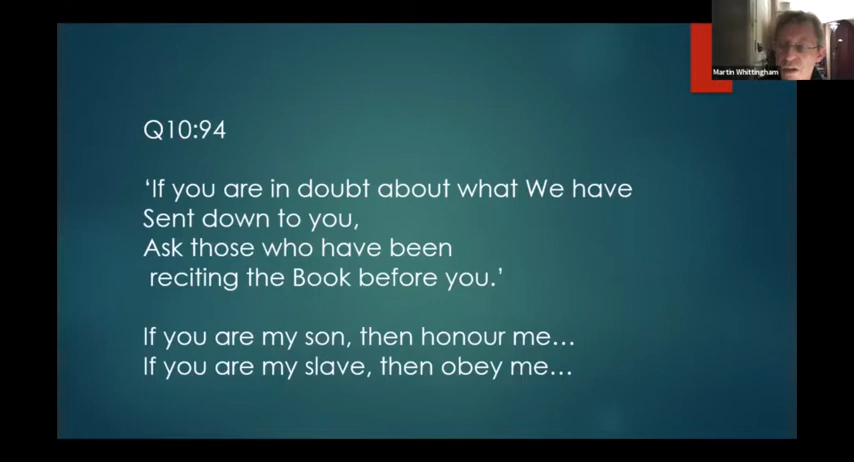 Martin Whittingham
Q10:94
‘If you are in doubt about what We have
Sent down to you,
Ask those who have been
reciting the Book before you.’
If you are my son, then honour me...
If you are my slave, then obey me...